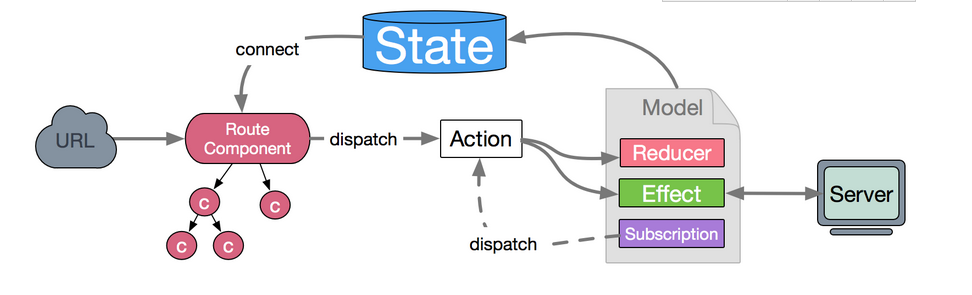 State
connect
Model
URL
Route
Component
dispatch
Action
Reducer
Effect
Server
Subscription
dispatch
C
C
C
C